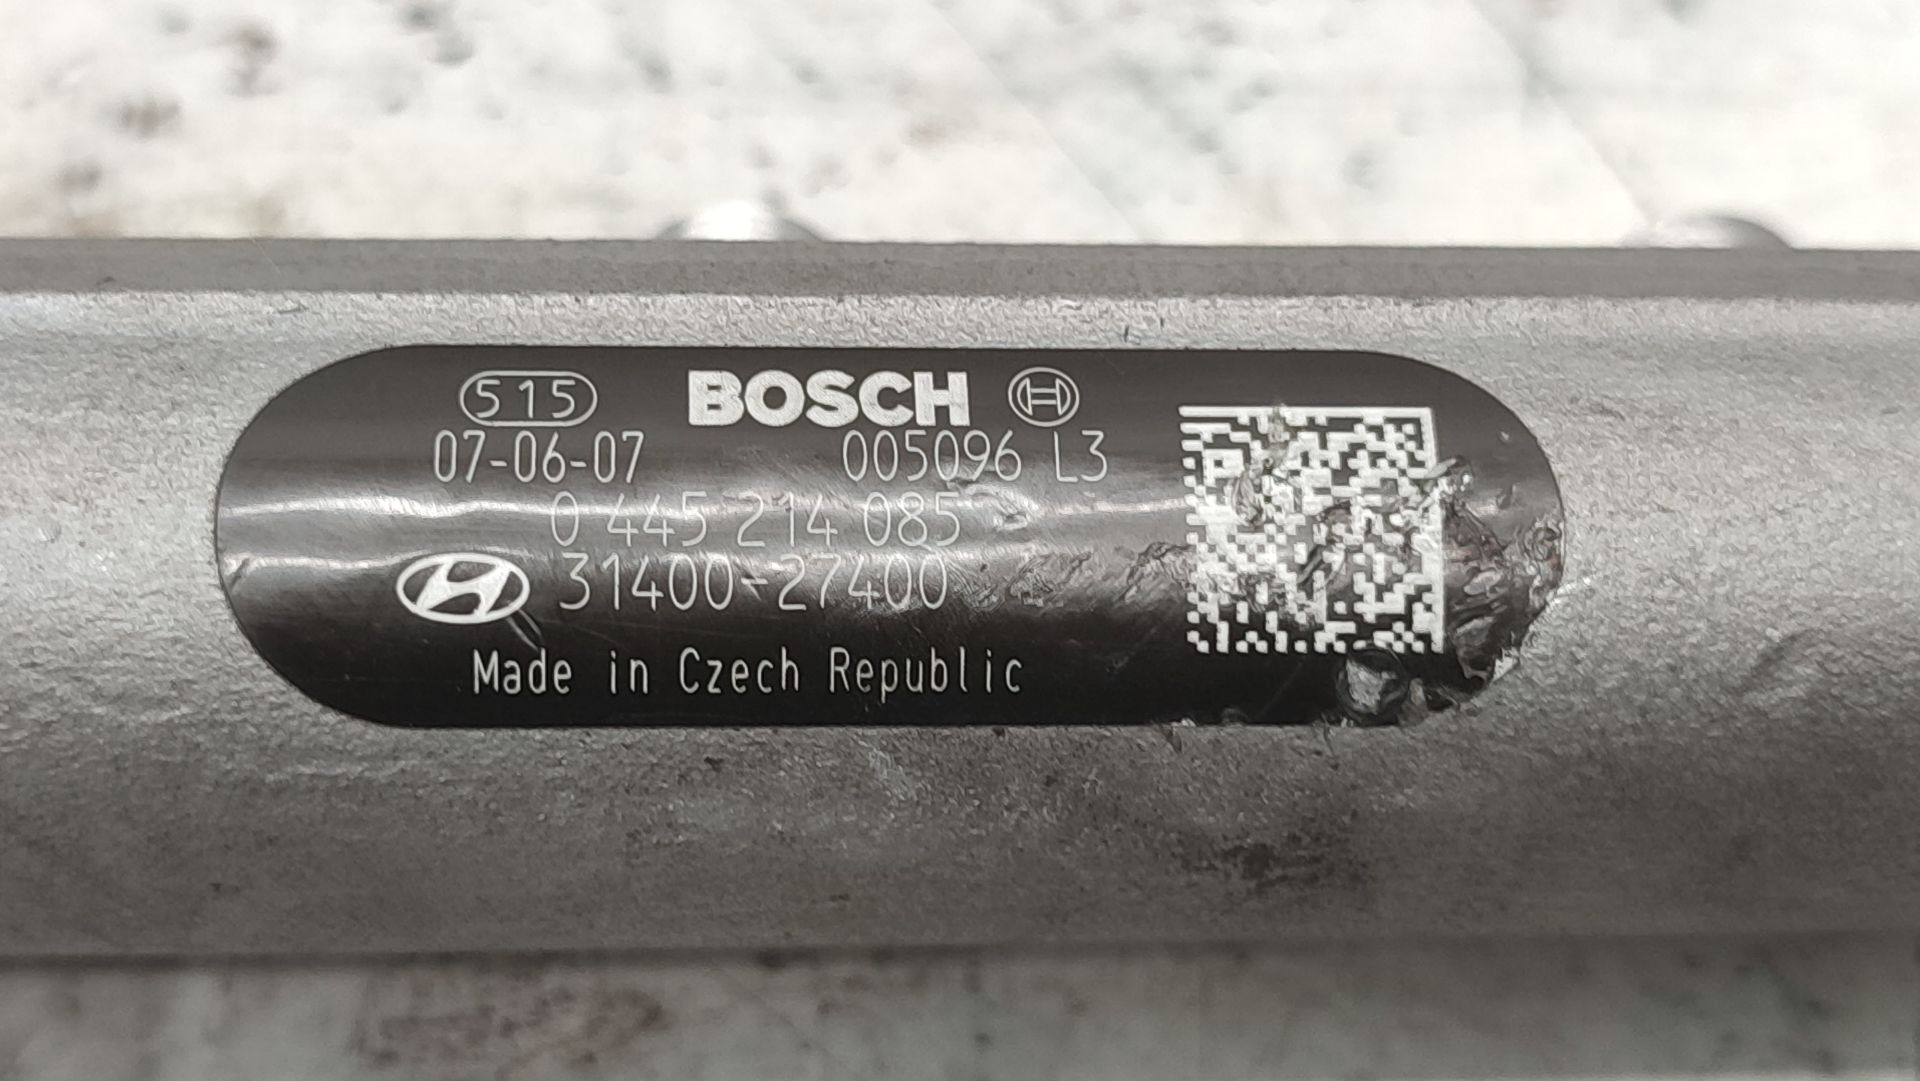 515 BOSCH
07-06-07 005096 L3
0 445 214 085
31400-27400
Made in Czech Republic